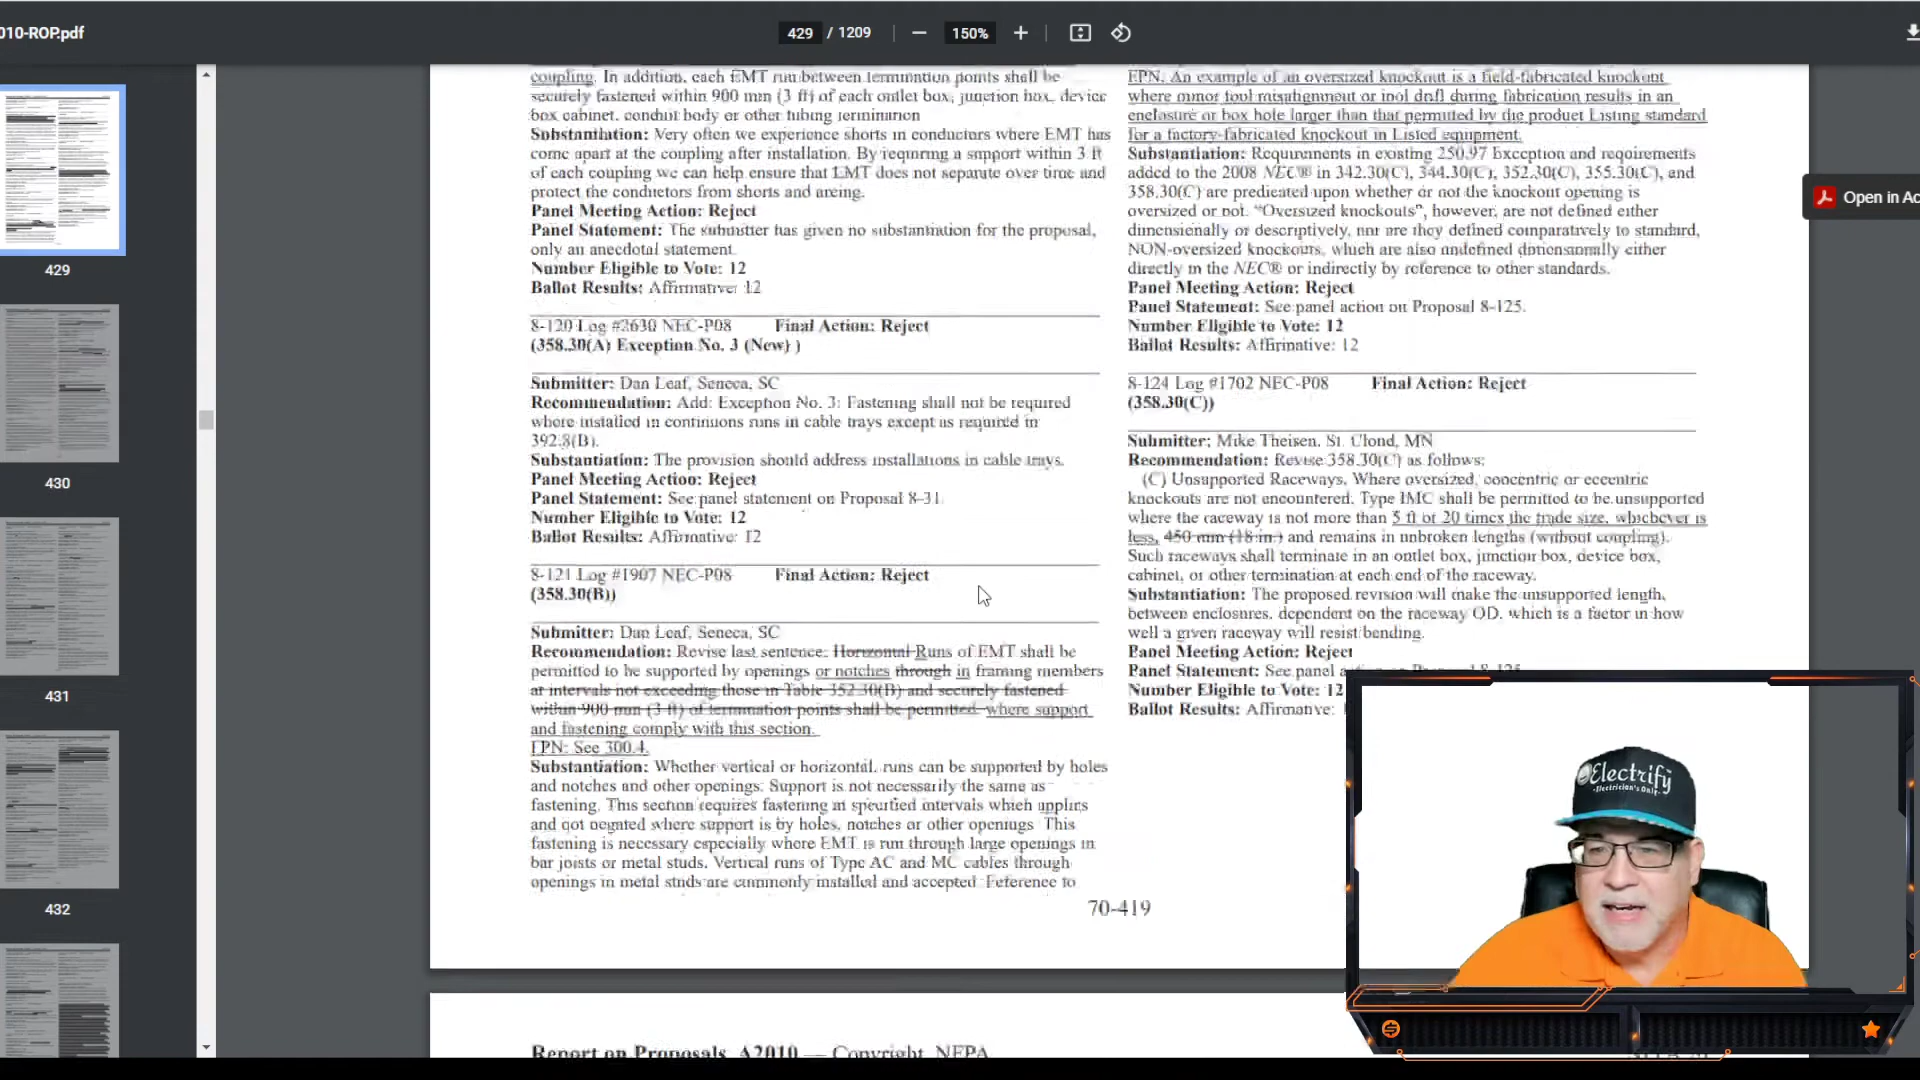 010-ROP.pdf
429 / 1209
150%
Open in Ac
429
430
431
432
coupling. In addition, each EMT run between termination points shall be
securely fastened within 900 mm (3 ft) of each outlet box, junction box, device
box cabinet, conduit body or other tubing termination
Substantiation: Very often we experience shorts in conductors where EMT has
come apart at the coupling after installation. By requiring a support within 3 ft
of each coupling we can help ensure that EMT does not separate over time and
protect the conductors from shorts and arcing.
Panel Meeting Action: Reject
Panel Statement: The submitter has given no substantiation for the proposal,
only an anecdotal statement.
Number Eligible to Vote: 12
Ballot Results: Affirmative: 12
8-120 Log #2630 NEC-P08 Final Action: Reject
(358.30(A) Exception No. 3 (New) )
Submitter: Dan Leaf, Seneca, SC
Recommendation: Add: Exception No. 3: Fastening shall not be required
where installed in continuous runs in cable trays except as required in
392.8(B).
Substantiation: The provision should address installations in cable trays.
Panel Meeting Action: Reject
Panel Statement: See panel statement on Proposal 8-31.
Number Eligible to Vote: 12
Ballot Results: Affirmative: 12
8-121 Log #1907 NEC-P08 Final Action: Reject
(358.30(B))
Submitter: Dan Leaf, Seneca, SC
Recommendation: Revise last sentence. Horizontal Runs of EMT shall be
permitted to be supported by openings or notches through in framing members
at intervals not exceeding those in Table 352.30(B) and securely fastened
within 900 mm (3 ft) of termination points shall be permitted. where support
and fastening comply with this section.
FPN: See 300.4.
Substantiation: Whether vertical or horizontal, runs can be supported by holes
and notches and other openings. Support is not necessarily the same as
fastening. This section requires fastening at specified intervals which applies
and not negated where support is by holes, notches or other openings This
fastening is necessary especially where EMT is run through large openings in
bar joists or metal studs. Vertical runs of Type AC and MC cables through
openings in metal studs are commonly installed and accepted Reference to
FPN. An example of an oversized knockout is a field-fabricated knockout
where minor tool misalignment or tool drift during fabrication results in an
enclosure or box hole larger than that permitted by the product Listing standard
for a factory-fabricated knockout in Listed equipment.
Substantiation: Requirements in existing 250.97 Exception and requirements
added to the 2008 NEC® in 342.30(C), 344.30(C), 352.30(C), 355.30(C), and
358.30(C) are predicated upon whether or not the knockout opening is
oversized or not. "Oversized knockouts", however, are not defined either
dimensionally or descriptively, nor are they defined comparatively to standard,
NON-oversized knockouts, which are also undefined dimensionally either
directly in the NEC® or indirectly by reference to other standards.
Panel Meeting Action: Reject
Panel Statement: See panel action on Proposal 8-125.
Number Eligible to Vote: 12
Ballot Results: Affirmative: 12
8-124 Log #1702 NEC-P08 Final Action: Reject
(358.30(C))
Submitter: Mike Theisen, St. Cloud, MN
Recommendation: Revise 358.30(C) as follows:
(C) Unsupported Raceways. Where oversized, concentric or eccentric
knockouts are not encountered, Type IMC shall be permitted to be unsupported
where the raceway is not more than 5 ft or 20 times the trade size, whichever is
less, 450 mm (18 in.) and remains in unbroken lengths (without coupling).
Such raceways shall terminate in an outlet box, junction box, device box,
cabinet, or other termination at each end of the raceway.
Substantiation: The proposed revision will make the unsupported length,
between enclosures, dependent on the raceway OD, which is a factor in how
well a given raceway will resist bending.
Panel Meeting Action: Reject
Panel Statement: See panel
Number Eligible to Vote: 12
Ballot Results: Affirmative:
70-419
Report on Proposals A2010 — Copyright, NFPA
Electrify
-Electrician's Only-